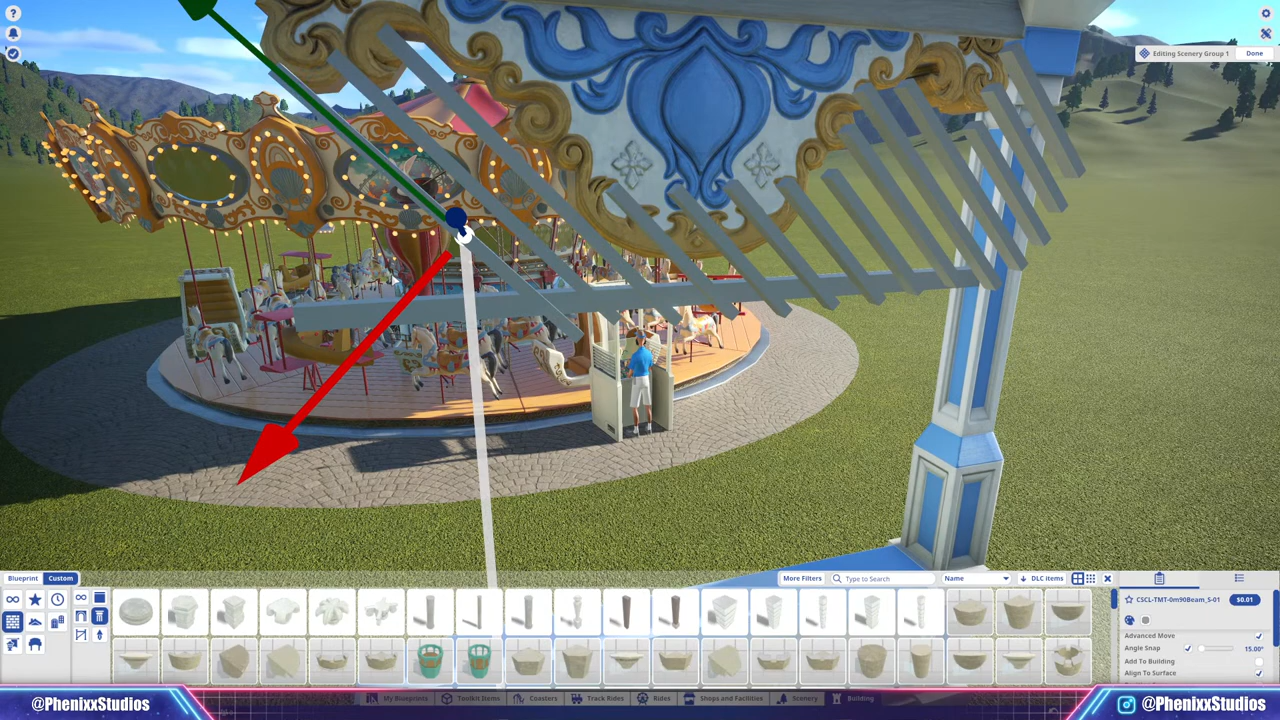 ?
Editing Scenery Group 1
Done
Blueprint
Custom
More Filters
Type to Search
Name
DLC items
CSCL-TMT-0m90Beam_S-01
$0.01
Advanced Move
Angle Snap
15.00°
Add To Building
Align To Surface
@PhenixxStudios
My Blueprints
Toolkit Items
Coasters
Track Rides
Rides
Shops and Facilities
Scenery
Building
@PhenixxStudios